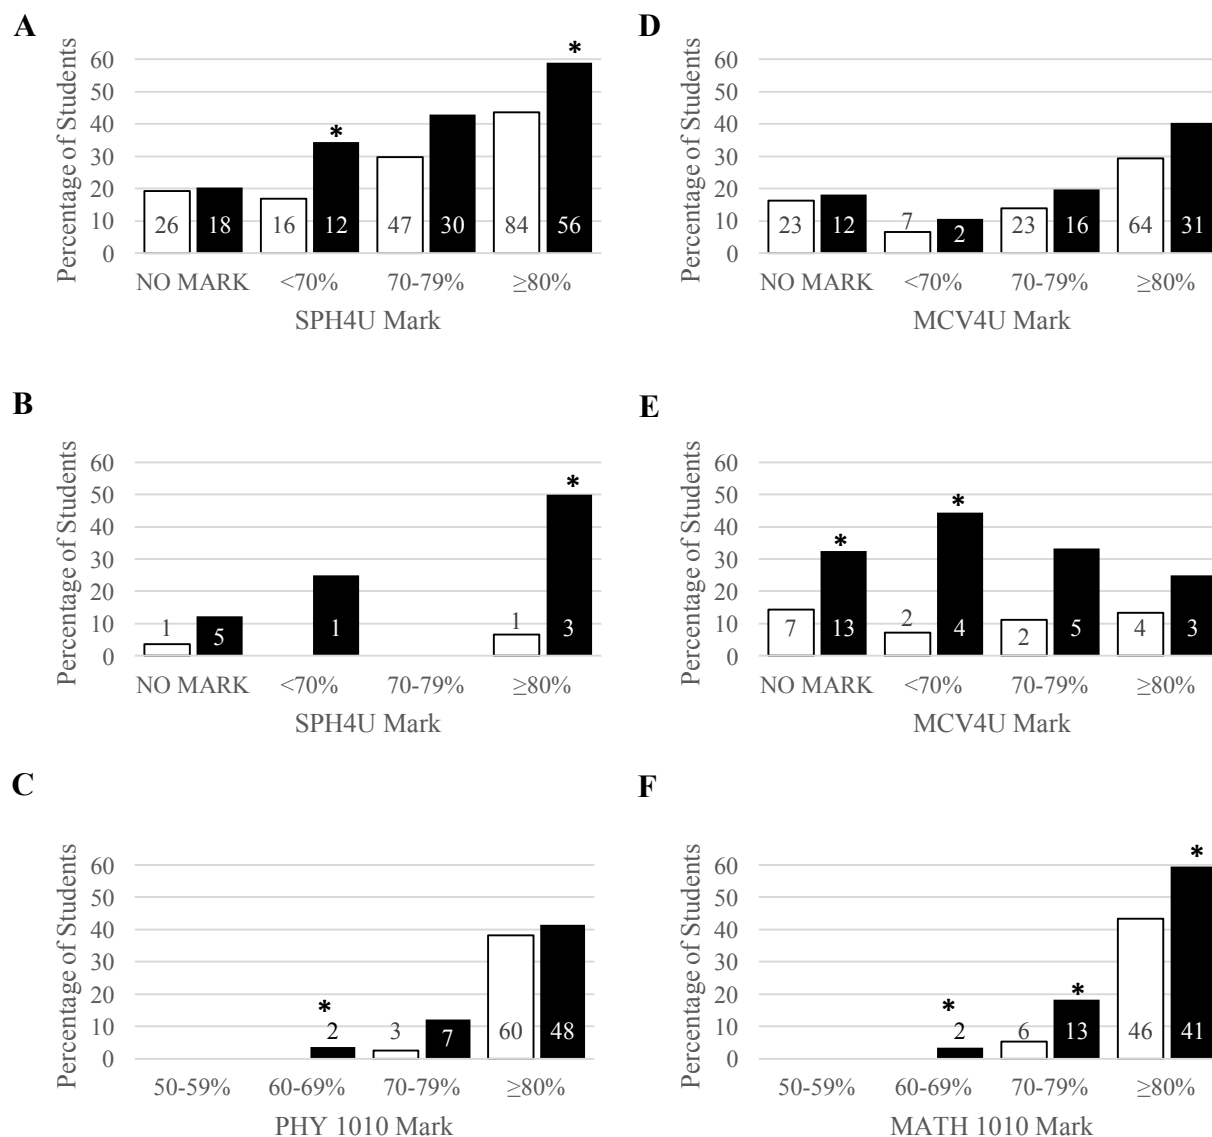 A
Percentage of Students
60
50
40
30
20
10
0
*
*
26 18 16 12 47 30 84 56
NO MARK <70% 70-79% ≥80%
SPH4U Mark
D
Percentage of Students
60
50
40
30
20
10
0
23 12 7 2 23 16 64 31
NO MARK <70% 70-79% ≥80%
MCV4U Mark
B
Percentage of Students
60
50
40
30
20
10
0
*
1 5 1 1 3
NO MARK <70% 70-79% ≥80%
SPH4U Mark
E
Percentage of Students
60
50
40
30
20
10
0
* *
7 13 2 4 2 5 4 3
NO MARK <70% 70-79% ≥80%
MCV4U Mark
C
Percentage of Students
60
50
40
30
20
10
0
*
2 3 7 60 48
50-59% 60-69% 70-79% ≥80%
PHY 1010 Mark
F
Percentage of Students
60
50
40
30
20
10
0
* * *
2 6 13 46 41
50-59% 60-69% 70-79% ≥80%
MATH 1010 Mark